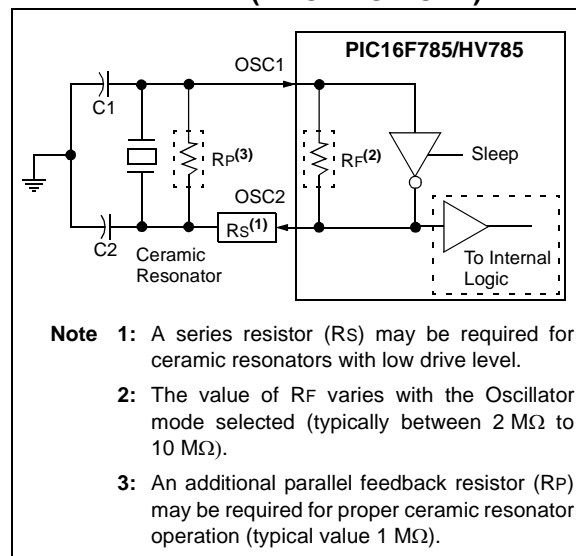 PIC16F785/HV785
OSC1
C1
RP(3)
RF(2)
Sleep
OSC2
RS(1)
C2
Ceramic
Resonator
To Internal
Logic
Note 1: A series resistor (RS) may be required for
ceramic resonators with low drive level.
2: The value of RF varies with the Oscillator
mode selected (typically between 2 MΩ to
10 MΩ).
3: An additional parallel feedback resistor (RP)
may be required for proper ceramic resonator
operation (typical value 1 MΩ).